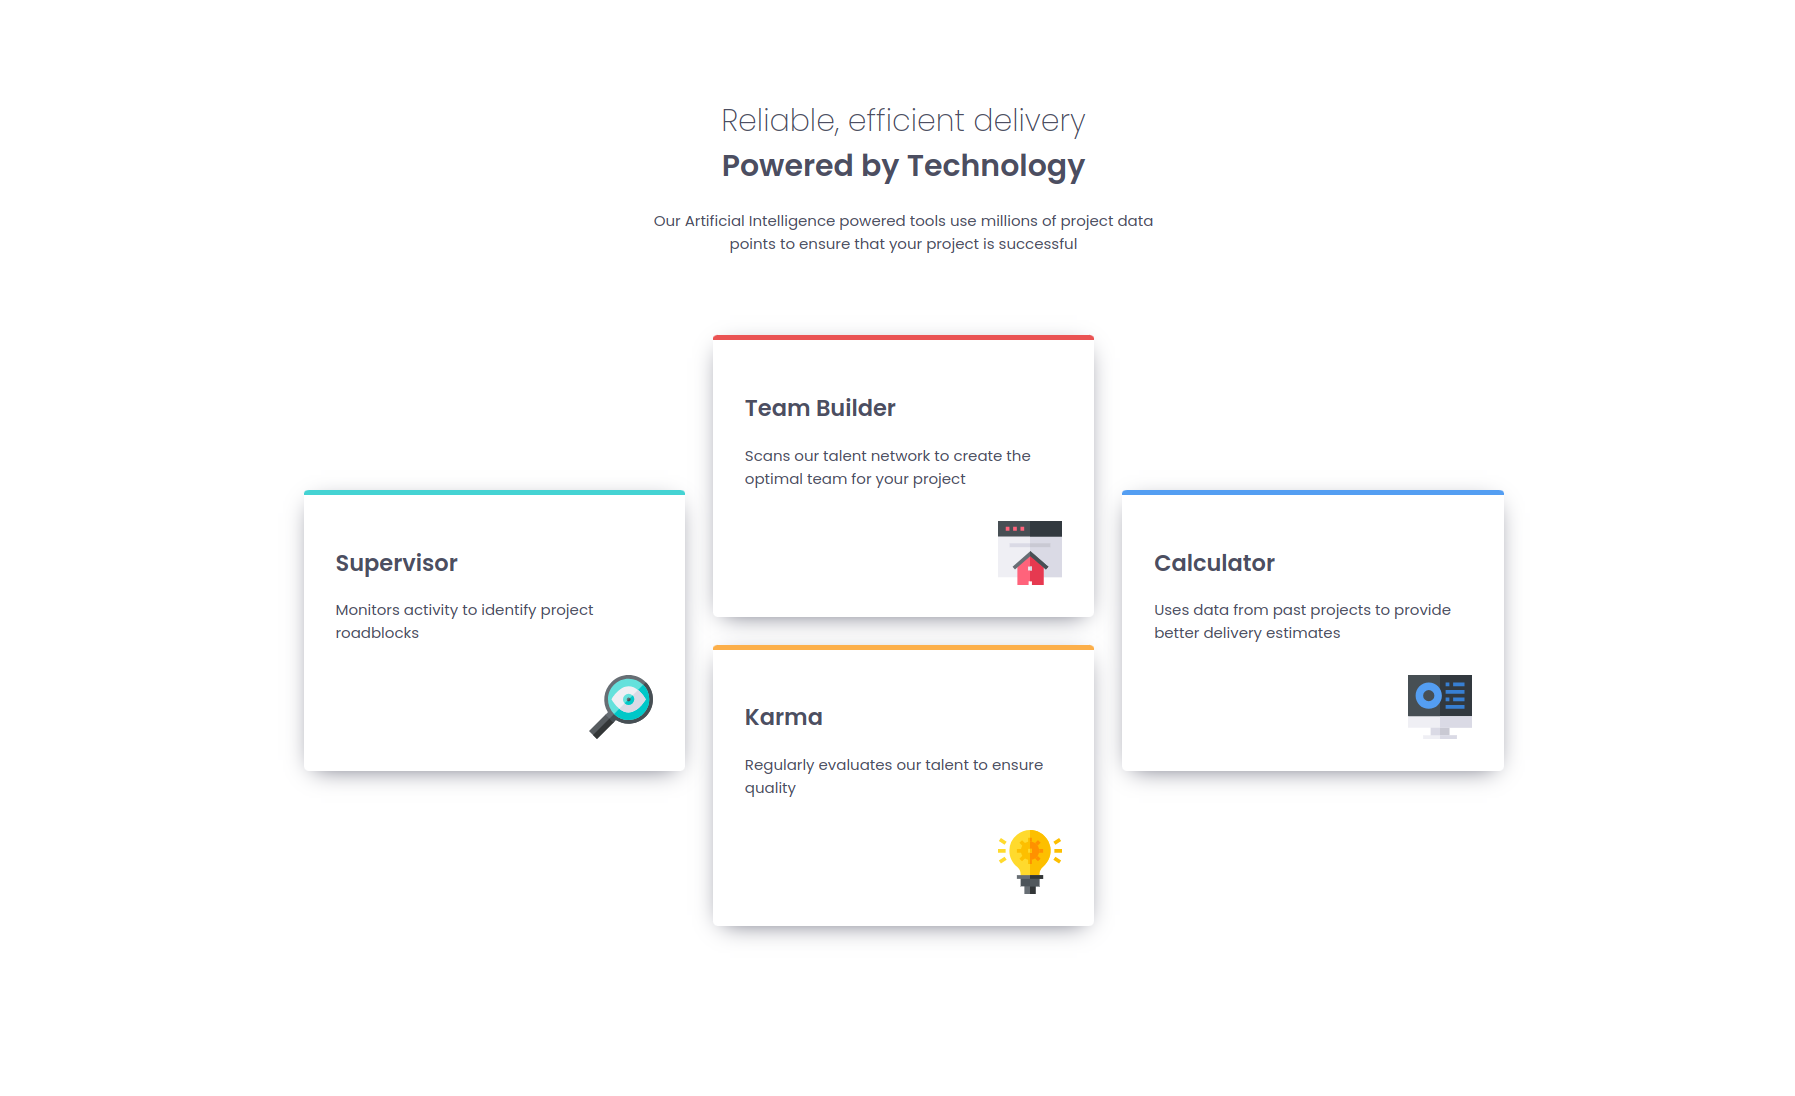 Reliable, efficient delivery
Powered by Technology
Our Artificial Intelligence powered tools use millions of project data
points to ensure that your project is successful
Team Builder
Scans our talent network to create the
optimal team for your project
Supervisor
Monitors activity to identify project
roadblocks
Calculator
Uses data from past projects to provide
better delivery estimates
Karma
Regularly evaluates our talent to ensure
quality